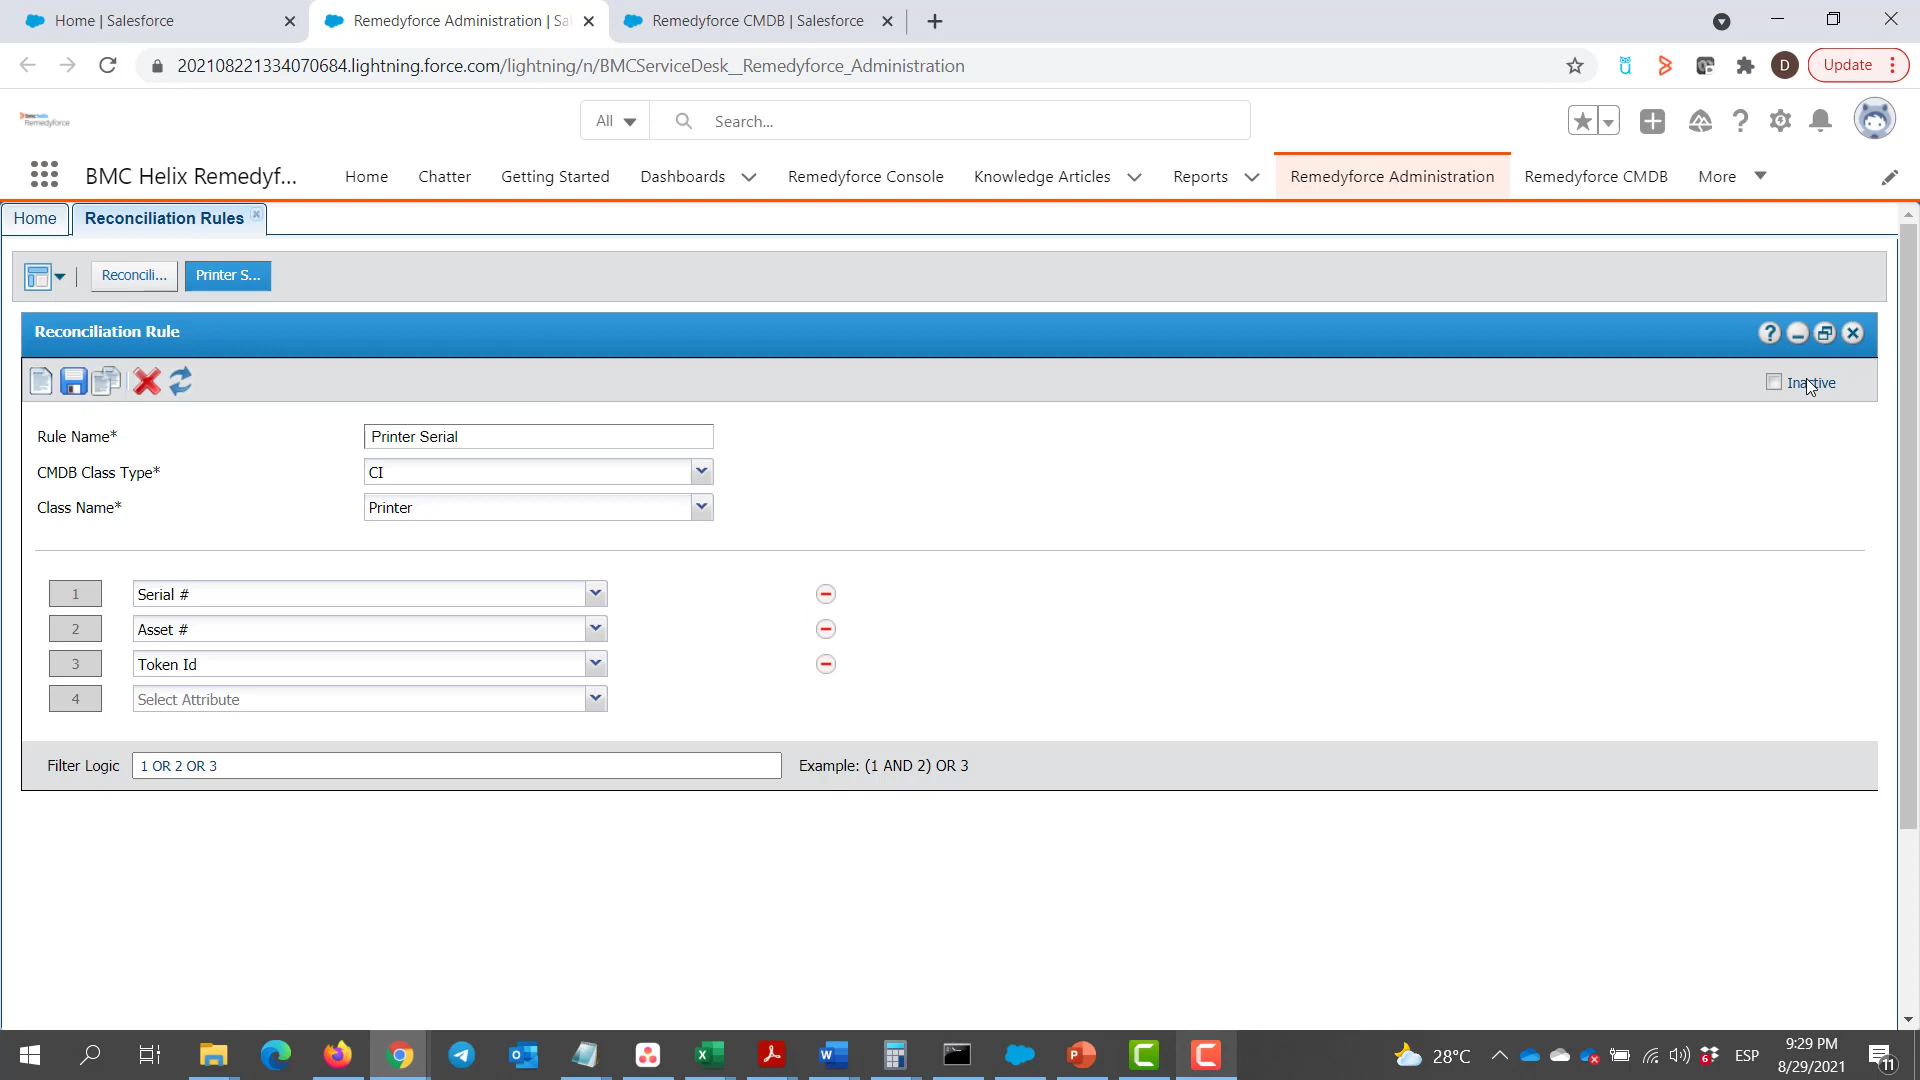 Home | Salesforce
Remedyforce Administration | Sa
Remedyforce CMDB | Salesforce
202108221334070684.lightning.force.com/lightning/n/BMCServiceDesk__Remedyforce_Administration
D
Update
bmc helix
Remedyforce
All
Search...
BMC Helix Remedyf...
Home
Chatter
Getting Started
Dashboards
Remedyforce Console
Knowledge Articles
Reports
Remedyforce Administration
Remedyforce CMDB
More
Home
Reconciliation Rules
Reconcili...
Printer S...
Reconciliation Rule
Inactive
Rule Name*
Printer Serial
CMDB Class Type*
CI
Class Name*
Printer
1
Serial #
2
Asset #
3
Token Id
4
Select Attribute
Filter Logic
1 OR 2 OR 3
Example: (1 AND 2) OR 3
28°C
ESP
9:29 PM
8/29/2021
11